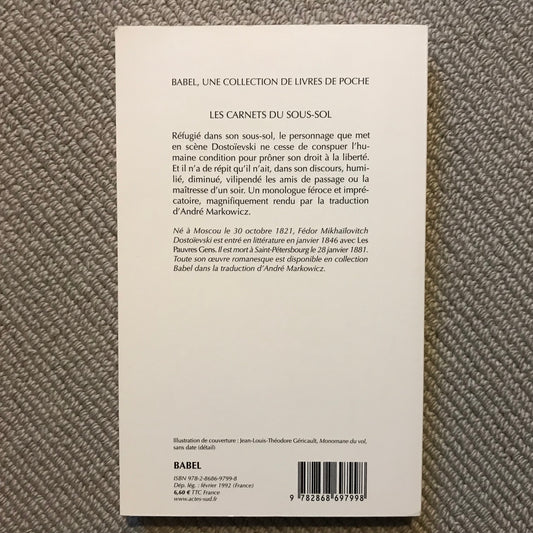 BABEL, UNE COLLECTION DE LIVRES DE POCHE
LES CARNETS DU SOUS-SOL
Réfugié dans son sous-sol, le personnage que met
en scène Dostoïevski ne cesse de conspuer l'hu-
maine condition pour prôner son droit à la liberté.
Et il n'a de répit qu'il n'ait, dans son discours, humi-
lié, diminué, vilipendé les amis de passage ou la
maîtresse d'un soir. Un monologue féroce et impré-
catoire, magnifiquement rendu par la traduction
d'André Markowicz.
Né à Moscou le 30 octobre 1821, Fédor Mikhaïlovitch
Dostoïevski est entré en littérature en janvier 1846 avec Les
Pauvres Gens. Il est mort à Saint-Pétersbourg le 28 janvier 1881.
Toute son œuvre romanesque est disponible en collection
Babel dans la traduction d'André Markowicz.
Illustration de couverture : Jean-Louis-Théodore Géricault, Monomane du vol,
sans date (détail)
BABEL
ISBN 978-2-8686-9799-8
Dép. lég. : février 1992 (France)
6,60 € TTC France
www.actes-sud.fr
9 782868 697998